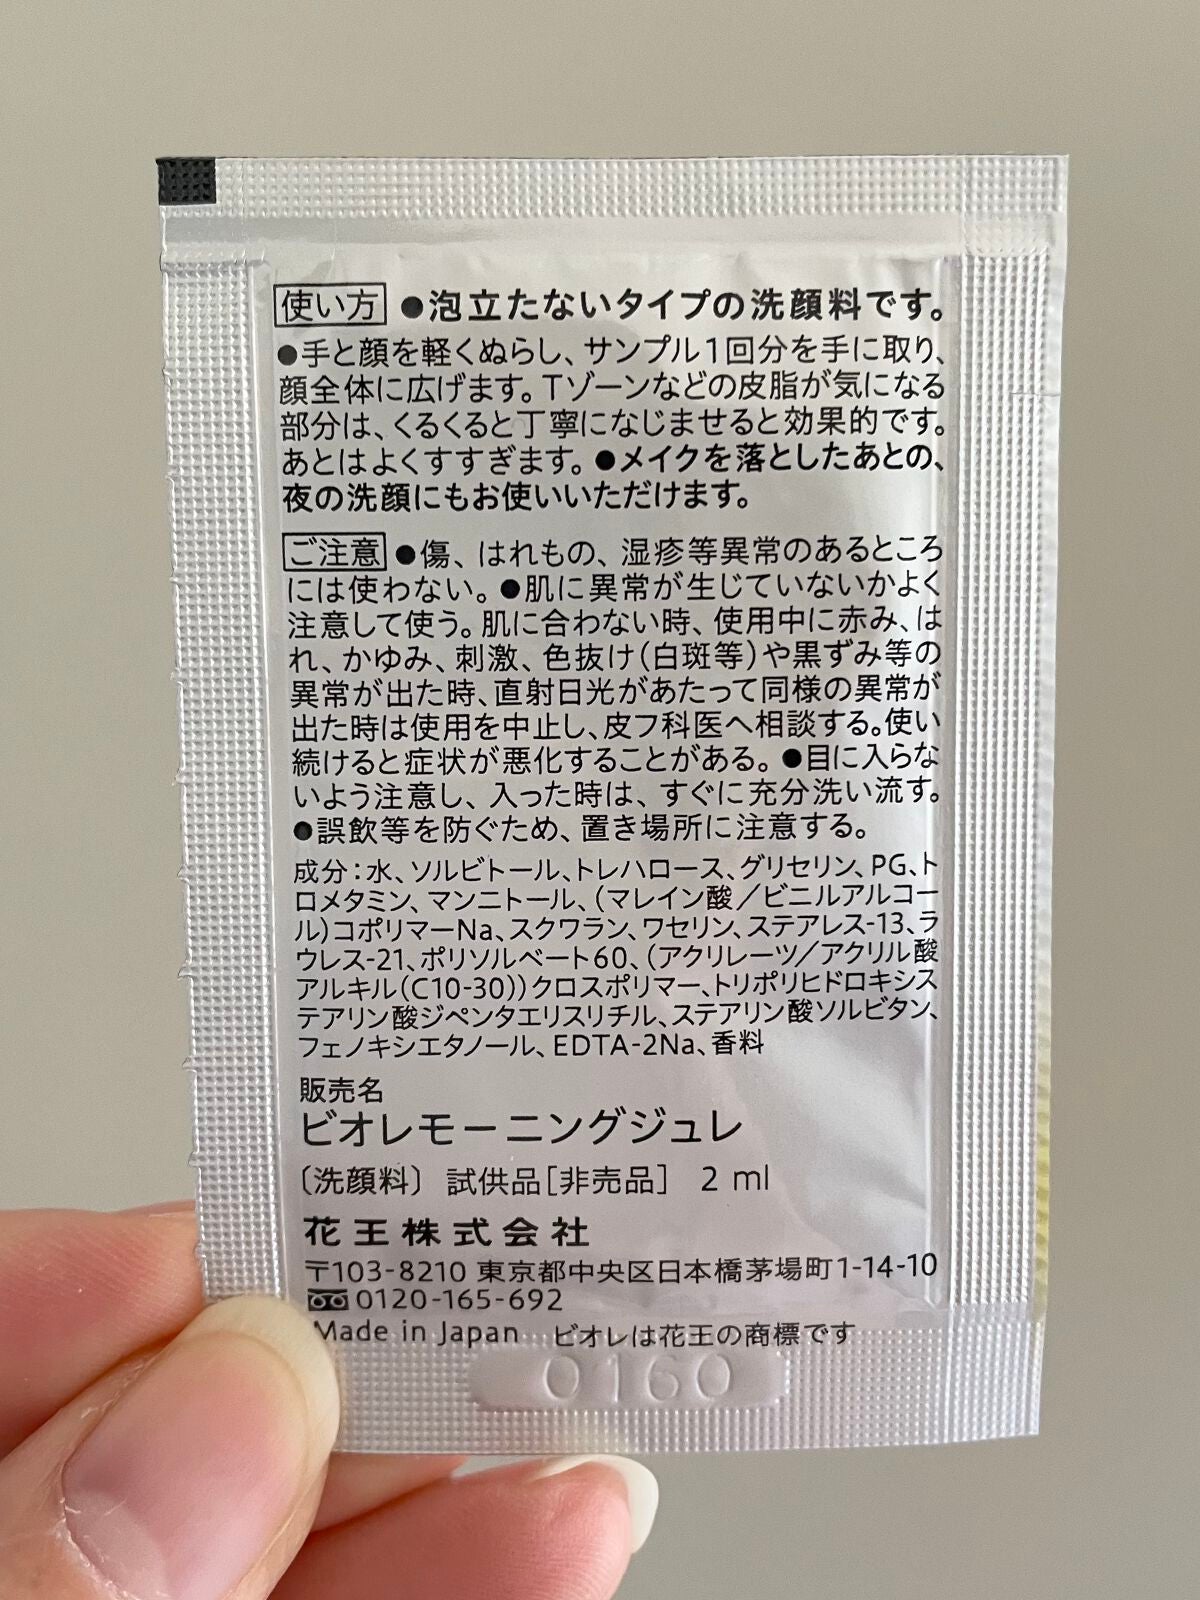 使い方 ●泡立たないタイプの洗顔料です。
●手と顔を軽くぬらし、サンプル1回分を手に取り、
顔全体に広げます。Tゾーンなどの皮脂が気になる
部分は、くるくると丁寧になじませると効果的です。
あとはよくすすぎます。●メイクを落としたあとの、
夜の洗顔にもお使いいただけます。
ご注意 ●傷、はれもの、湿疹等異常のあるところ
には使わない。●肌に異常が生じていないかよく
注意して使う。肌に合わない時、使用中に赤み、は
れ、かゆみ、刺激、色抜け(白斑等)や黒ずみ等の
異常が出た時、直射日光があたって同様の異常が
出た時は使用を中止し、皮フ科医へ相談する。使い
続けると症状が悪化することがある。●目に入らな
いよう注意し、入った時は、すぐに充分洗い流す。
●誤飲等を防ぐため、置き場所に注意する。
成分:水、ソルビトール、トレハロース、グリセリン、PG、ト
ロメタミン、マンニトール、(マレイン酸/ビニルアルコー
ル)コポリマーNa、スクワラン、ワセリン、ステアレス-13、ラ
ウレス-21、ポリソルベート60、(アクリレーツ/アクリル酸
アルキル(C10-30))クロスポリマー、トリポリヒドロキシス
テアリン酸ジペンタエリスリチル、ステアリン酸ソルビタン、
フェノキシエタノール、EDTA-2Na、香料
販売名
ビオレモーニングジュレ
〔洗顔料〕 試供品[非売品] 2 ml
花王株式会社
〒103-8210 東京都中央区日本橋茅場町1-14-10
0120-165-692
Made in Japan ビオレは花王の商標です
0160